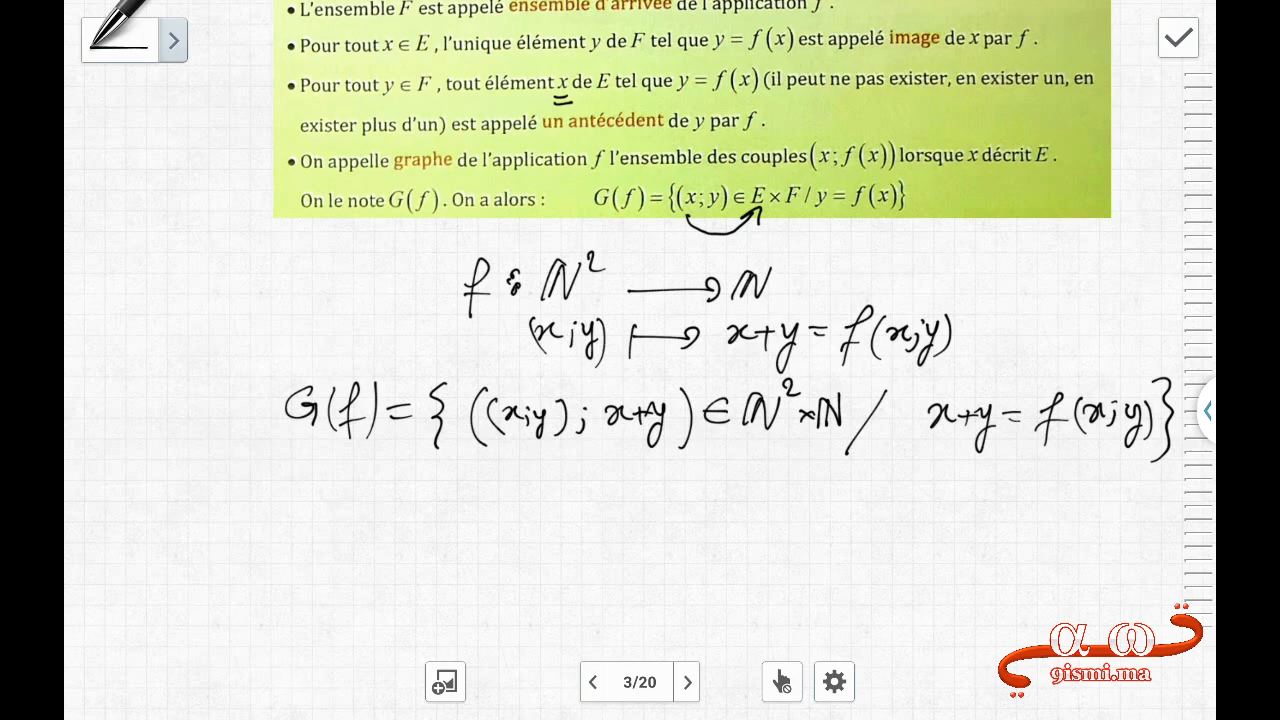 • L'ensemble F est appelé ensemble d'arrivée de l'application f.
• Pour tout x ∈ E, l'unique élément y de F tel que y = f(x) est appelé image de x par f.
• Pour tout y ∈ F, tout élément x de E tel que y = f(x) (il peut ne pas exister, en exister un, en
exister plus d'un) est appelé un antécédent de y par f.
• On appelle graphe de l'application f l'ensemble des couples (x; f(x)) lorsque x décrit E.
On le note G(f). On a alors : G(f) = {(x; y) ∈ E × F / y = f(x)}
f : ℕ² → ℕ
(x;y) ↦ x+y = f(x;y)
G(f) = { ((x;y) ; x+y) ∈ ℕ² × ℕ / x+y = f(x;y) }
α ω
gismi.ma
3/20